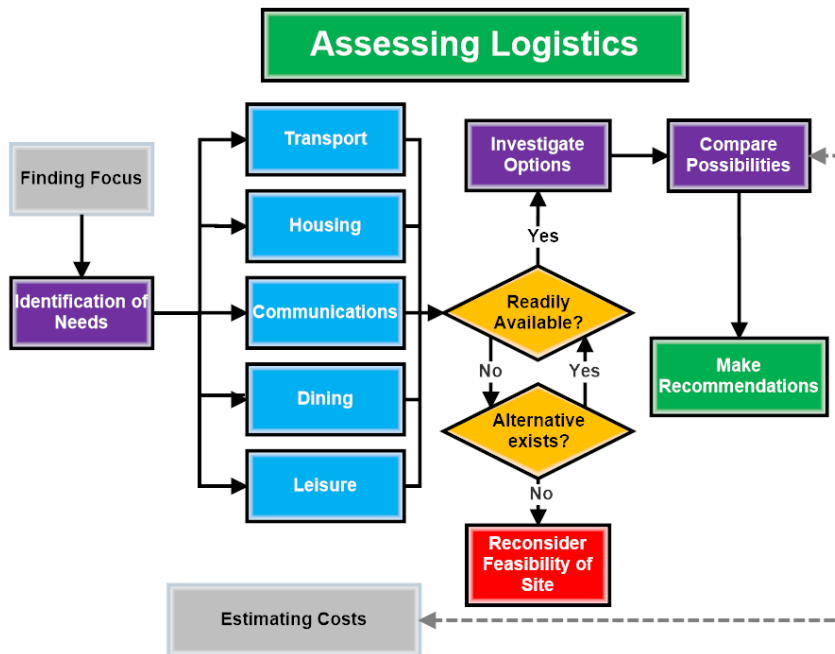 Assessing Logistics
Finding Focus
Identification of
Needs
Transport
Housing
Communications
Dining
Leisure
Investigate
Options
Compare
Possibilities
Yes
Readily
Available?
No
Yes
Alternative
exists?
No
Reconsider
Feasibility of
Site
Make
Recommendations
Estimating Costs